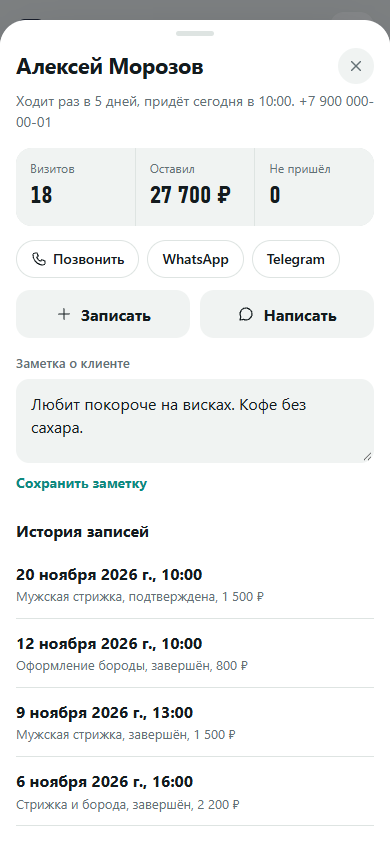 Алексей Морозов
Ходит раз в 5 дней, придёт сегодня в 10:00. +7 900 000-
00-01
Визитов
Оставил
Не пришёл
18
27 700 ₽
0
Позвонить
WhatsApp
Telegram
Записать
Написать
Заметка о клиенте
Любит покороче на висках. Кофе без
сахара.
Сохранить заметку
История записей
20 ноября 2026 г., 10:00
Мужская стрижка, подтверждена, 1 500 ₽
12 ноября 2026 г., 10:00
Оформление бороды, завершён, 800 ₽
9 ноября 2026 г., 13:00
Мужская стрижка, завершён, 1 500 ₽
6 ноября 2026 г., 16:00
Стрижка и борода, завершён, 2 200 ₽